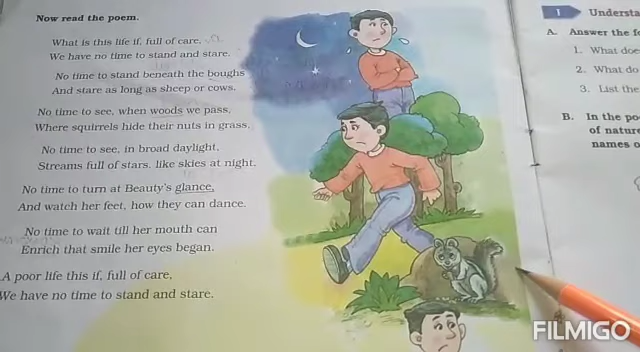 Now read the poem.
What is this life if, full of care,
We have no time to stand and stare.
No time to stand beneath the boughs
And stare as long as sheep or cows.
No time to see, when woods we pass,
Where squirrels hide their nuts in grass.
No time to see, in broad daylight,
Streams full of stars, like skies at night.
No time to turn at Beauty's glance,
And watch her feet, how they can dance.
No time to wait till her mouth can
Enrich that smile her eyes began.
A poor life this if, full of care,
We have no time to stand and stare.
1 Understa
A. Answer the fo
1. What doe
2. What do
3. List the
B. In the po
of nature
names o
FILMIGO